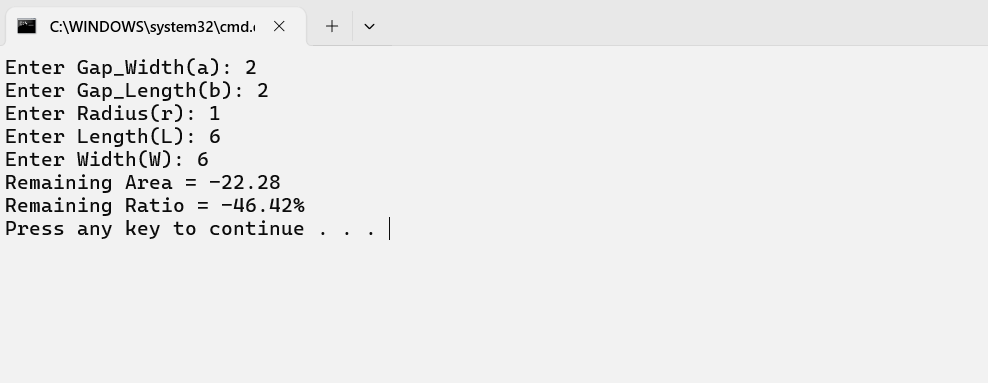 C:\WINDOWS\system32\cmd.
Enter Gap_Width(a): 2
Enter Gap_Length(b): 2
Enter Radius(r): 1
Enter Length(L): 6
Enter Width(W): 6
Remaining Area = -22.28
Remaining Ratio = -46.42%
Press any key to continue . . .